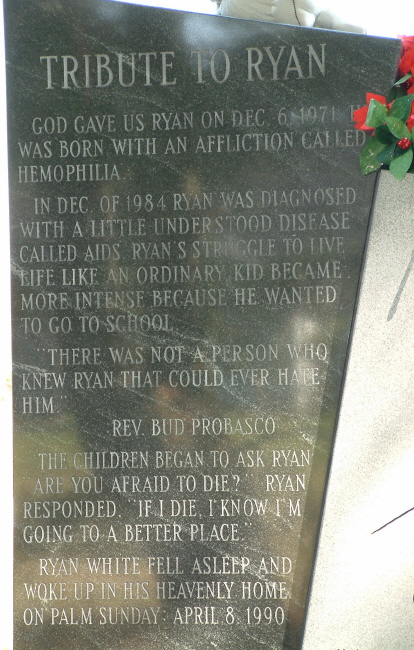 TRIBUTE TO RYAN
GOD GAVE US RYAN ON DEC. 6, 1971. H
WAS BORN WITH AN AFFLICTION CALLED
HEMOPHILIA.
IN DEC. OF 1984 RYAN WAS DIAGNOSED
WITH A LITTLE UNDERSTOOD DISEASE
CALLED AIDS. RYAN'S STRUGGLE TO LIVE
LIFE LIKE AN ORDINARY KID BECAME
MORE INTENSE BECAUSE HE WANTED
TO GO TO SCHOOL.
"THERE WAS NOT A PERSON WHO
KNEW RYAN THAT COULD EVER HATE
HIM."
REV. BUD PROBASCO
THE CHILDREN BEGAN TO ASK RYAN
"ARE YOU AFRAID TO DIE?" RYAN
RESPONDED, "IF I DIE, I KNOW I'M
GOING TO A BETTER PLACE."
RYAN WHITE FELL ASLEEP AND
WOKE UP IN HIS HEAVENLY HOME
ON PALM SUNDAY: APRIL 8, 1990